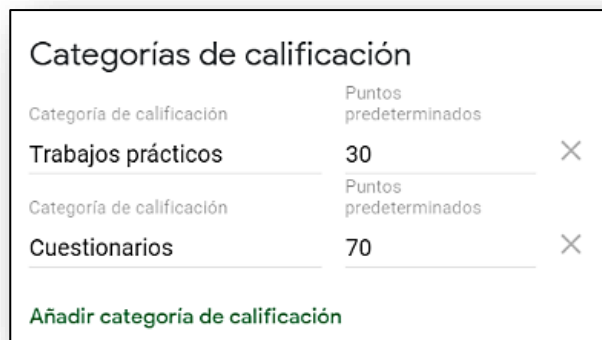 Categorías de calificación
Categoría de calificación
Puntos
predeterminados
Trabajos prácticos
30
Categoría de calificación
Puntos
predeterminados
Cuestionarios
70
Añadir categoría de calificación